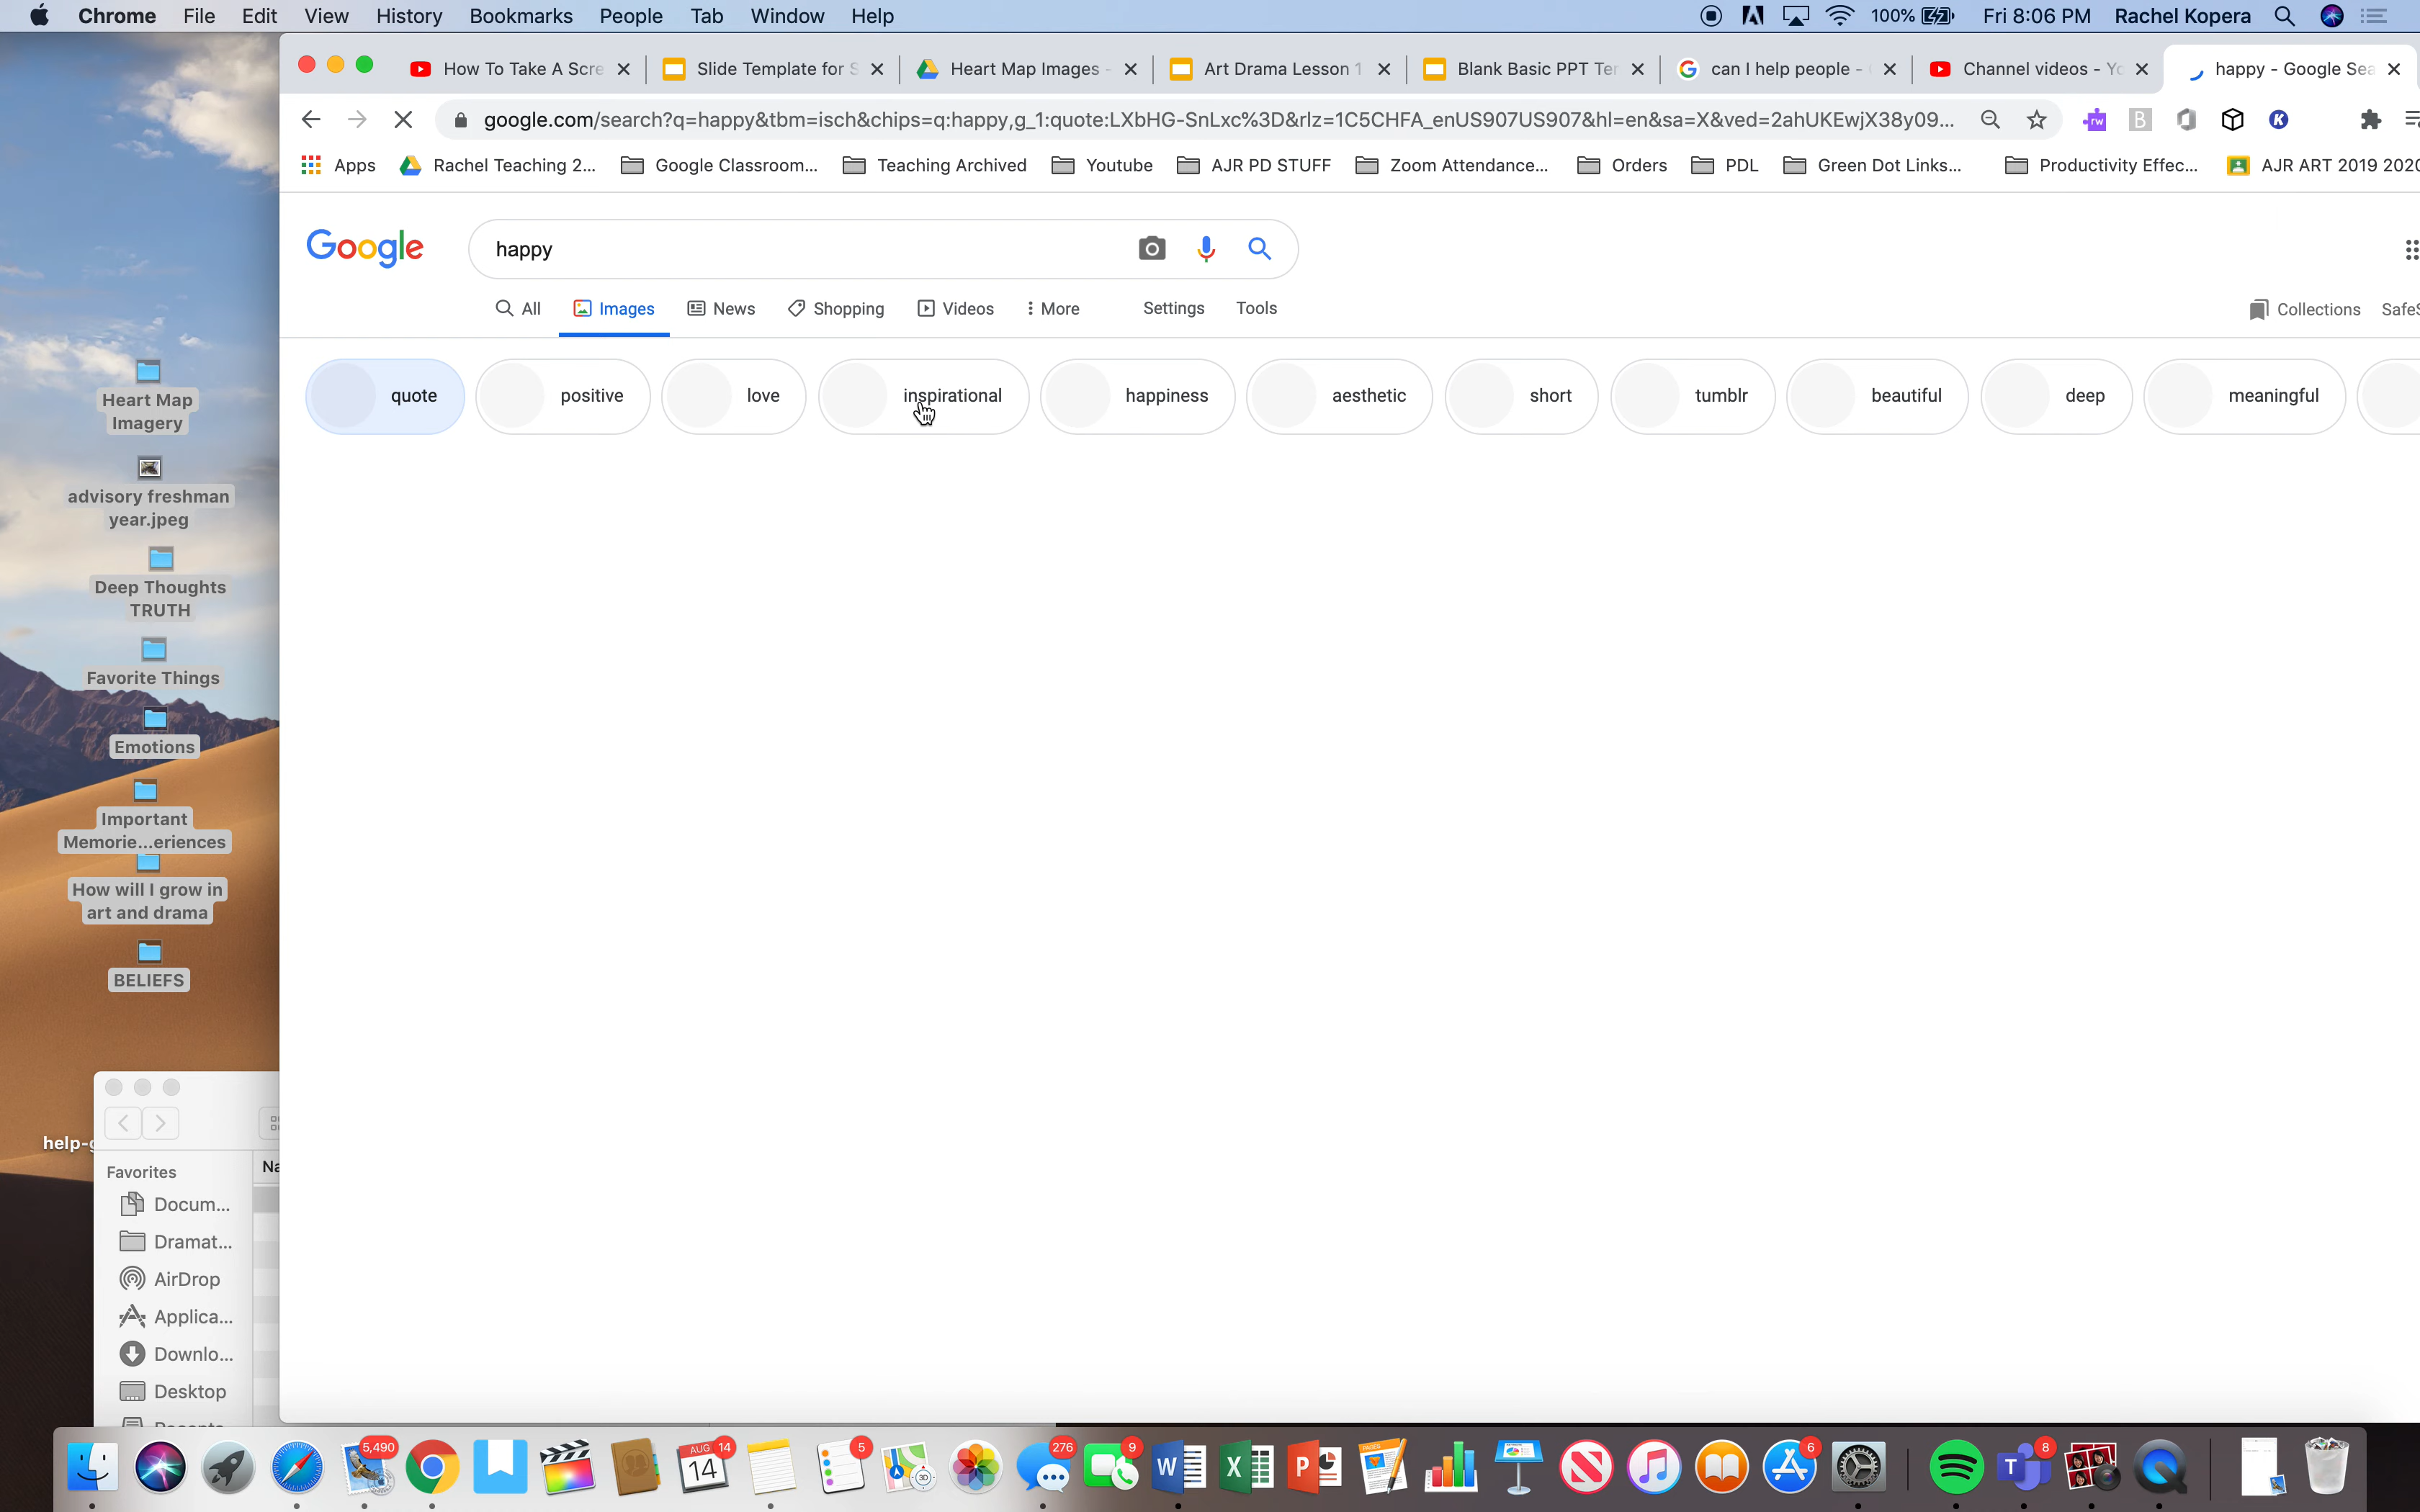 Chrome File Edit View History Bookmarks People Tab Window Help 100% Fri 8:06 PM Rachel Kopera
How To Take A Scre Slide Template for S Heart Map Images - Art Drama Lesson 1 Blank Basic PPT Ter can I help people - Channel videos - Yo happy - Google Sea
google.com/search?q=happy&tbm=isch&chips=q:happy,g_1:quote:LXbHG-SnLxc%3D&rlz=1C5CHFA_enUS907US907&hl=en&sa=X&ved=2ahUKEwjX38y09...
Apps Rachel Teaching 2... Google Classroom... Teaching Archived Youtube AJR PD STUFF Zoom Attendance... Orders PDL Green Dot Links... Productivity Effec... AJR ART 2019 2020
Google happy
All Images News Shopping Videos More Settings Tools Collections SafeS
quote positive love inspirational happiness aesthetic short tumblr beautiful deep meaningful
Heart Map
Imagery
advisory freshman
year.jpeg
Deep Thoughts
TRUTH
Favorite Things
Emotions
Important
Memorie...eriences
How will I grow in
art and drama
BELIEFS
help-g
Favorites Na
Docum...
Dramat...
AirDrop
Applica...
Downlo...
Desktop
5,490 AUG 14 14 5 3D 276 9 W X P PAGES 6 T 8